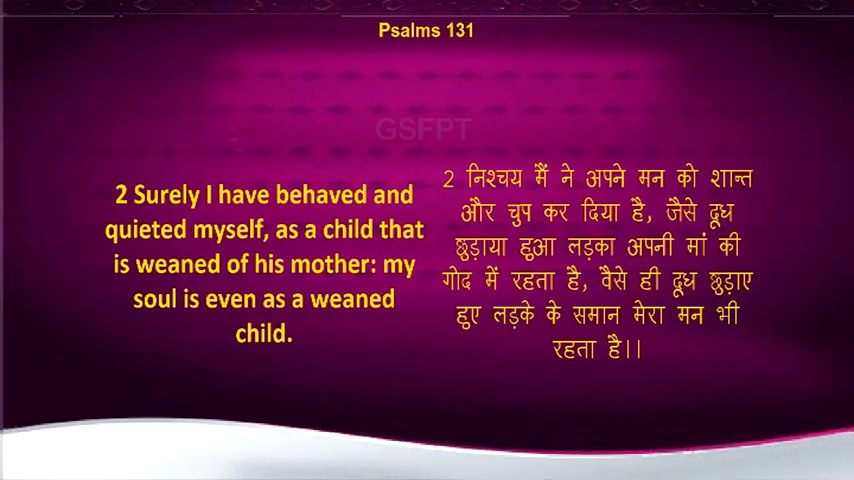 Psalms 131
GSFPT
2 Surely I have behaved and
quieted myself, as a child that
is weaned of his mother: my
soul is even as a weaned
child.
2 निश्चय मैं ने अपने मन को शान्त
और चुप कर दिया है, जैसे दूध
छुड़ाया हुआ लड़का अपनी मां की
गोद में रहता है, वैसे ही दूध छुड़ाए
हुए लड़के के समान मेरा मन भी
रहता है।।